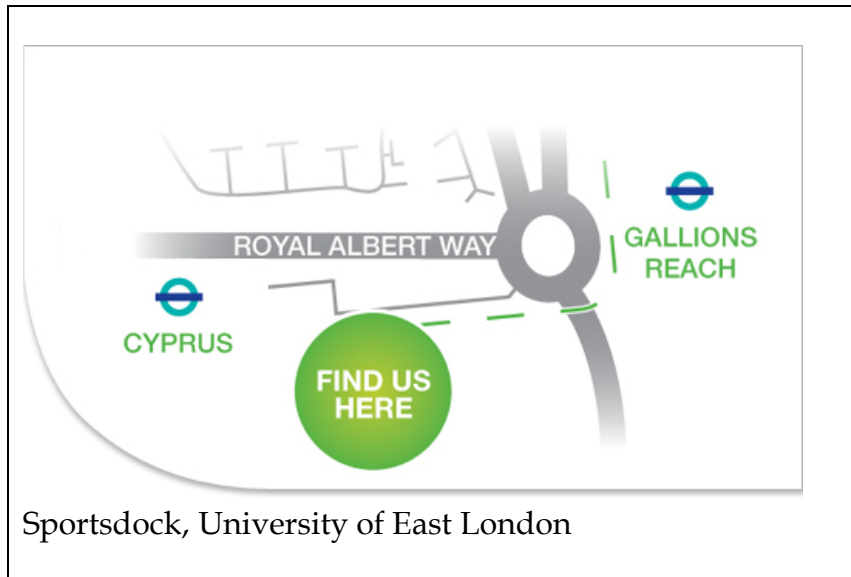 ROYAL ALBERT WAY
GALLIONS
REACH
CYPRUS
FIND US
HERE
Sportsdock, University of East London